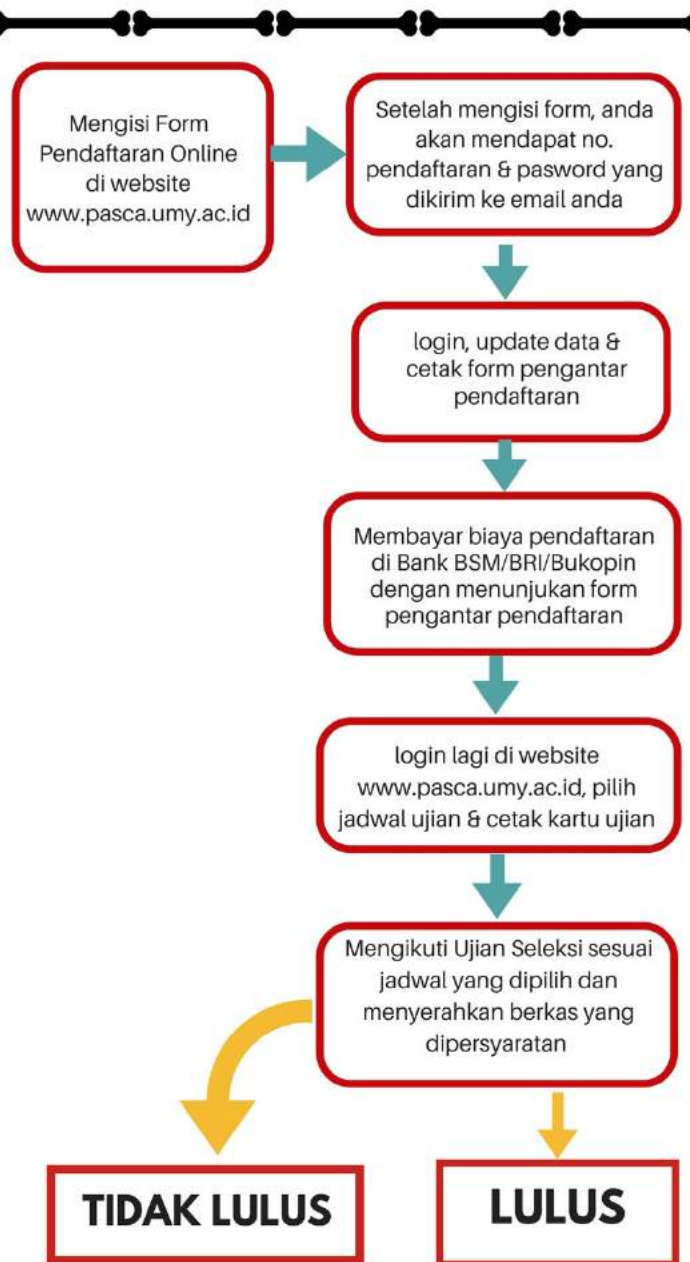 Mengisi Form
Pendaftaran Online
di website
www.pasca.umy.ac.id
Setelah mengisi form, anda
akan mendapat no.
pendaftaran & pasword yang
dikirim ke email anda
login, update data &
cetak form pengantar
pendaftaran
Membayar biaya pendaftaran
di Bank BSM/BRI/Bukopin
dengan menunjukan form
pengantar pendaftaran
login lagi di website
www.pasca.umy.ac.id, pilih
jadwal ujian & cetak kartu ujian
Mengikuti Ujian Seleksi sesuai
jadwal yang dipilih dan
menyerahkan berkas yang
dipersyaratan
TIDAK LULUS
LULUS